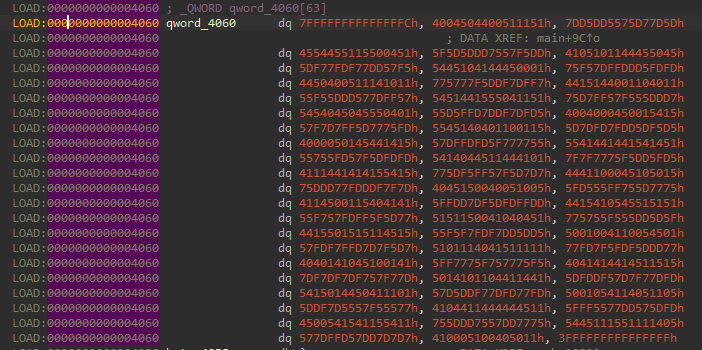 LOAD:0000000000004060 ; _QWORD qword_4060[63]
LOAD:0000000000004060 qword_4060 dq 7FFFFFFFFFFFFFFCh, 4004504400511151h, 7DD5DD5575D77D5Dh
LOAD:0000000000004060 ; DATA XREF: main+9C↑o
LOAD:0000000000004060 dq 4554455115500451h, 5F5D5DDD7557F5DDh, 4105101144455045h
LOAD:0000000000004060 dq 5DF77FDF77DD57F5h, 5445104144450001h, 75F57DFFDDD5FDFDh
LOAD:0000000000004060 dq 4450400511141011h, 775777F5DDF7DFF7h, 4415144001104011h
LOAD:0000000000004060 dq 55F55DDD577DFF57h, 5451441555041151h, 75D7FF57F555DDD7h
LOAD:0000000000004060 dq 5454045045550401h, 55D5FFD7DDF7DFD5h, 4004000450015415h
LOAD:0000000000004060 dq 57F7D7F5D7775FDh, 5545140401100115h, 5D7DFD7FDD5DF5D5h
LOAD:0000000000004060 dq 4000050145441415h, 57DFFDFD5F777755h, 5541441441541451h
LOAD:0000000000004060 dq 55755FD57F5DFDFDh, 5414044511444101h, 7F7F7775F5DD5FD5h
LOAD:0000000000004060 dq 4111441414155415h, 775DF5FF57F5D7D7h, 4441100045105015h
LOAD:0000000000004060 dq 75DDD77FDDDF7F7Dh, 4045150040051005h, 5FD555FF755D7775h
LOAD:0000000000004060 dq 4114500115404141h, 5FFDD7DF5DFDFFDDh, 4415410545515151h
LOAD:0000000000004060 dq 55F757FDFF5F5D77h, 5151150041040451h, 775755F555DD5D5Fh
LOAD:0000000000004060 dq 4415501515114515h, 55F5F7FDF7DD5DD5h, 5001004110054501h
LOAD:0000000000004060 dq 57FDF7FFD7D7F5D7h, 5101114041511111h, 77FD7F5FDF5DDD77h
LOAD:0000000000004060 dq 4040141045100141h, 5FF7775F757775F5h, 4041414414511515h
LOAD:0000000000004060 dq 7DF7DF7DF757F77Dh, 5014101104411441h, 5DFDDF57D7F77DFDh
LOAD:0000000000004060 dq 5415014450411101h, 57D5DDF7DFD77FDh, 5001054114051105h
LOAD:0000000000004060 dq 5DDF7D5557F55577h, 4104411444444511h, 5FFF5577DD575DFDh
LOAD:0000000000004060 dq 4500541541155411h, 755DDD7557DD7775h, 5445111551111405h
LOAD:0000000000004060 dq 577DFFD57DD7D7D7h, 410005100405011h, 3FFFFFFFFFFFFFFFh